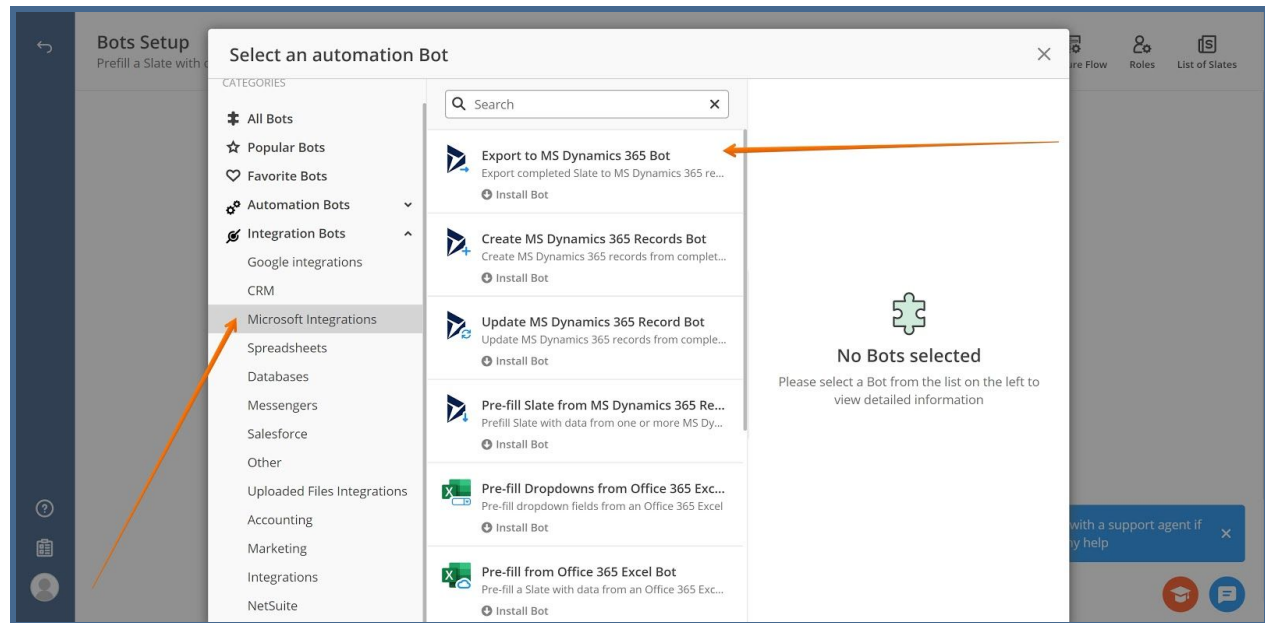 Bots Setup
Prefill a Slate with
Flow
Roles
List of Slates
Select an automation Bot
CATEGORIES
All Bots
Popular Bots
Favorite Bots
Automation Bots
Integration Bots
Google integrations
CRM
Microsoft Integrations
Spreadsheets
Databases
Messengers
Salesforce
Other
Uploaded Files Integrations
Accounting
Marketing
Integrations
NetSuite
Search
Export to MS Dynamics 365 Bot
Export completed Slate to MS Dynamics 365 re...
Install Bot
Create MS Dynamics 365 Records Bot
Create MS Dynamics 365 records from complet...
Install Bot
Update MS Dynamics 365 Record Bot
Update MS Dynamics 365 records from comple...
Install Bot
Pre-fill Slate from MS Dynamics 365 Re...
Prefill Slate with data from one or more MS Dy...
Install Bot
Pre-fill Dropdowns from Office 365 Exc...
Pre-fill dropdown fields from an Office 365 Excel
Install Bot
Pre-fill from Office 365 Excel Bot
Pre-fill a Slate with data from an Office 365 Exc...
Install Bot
No Bots selected
Please select a Bot from the list on the left to
view detailed information
with a support agent if
help